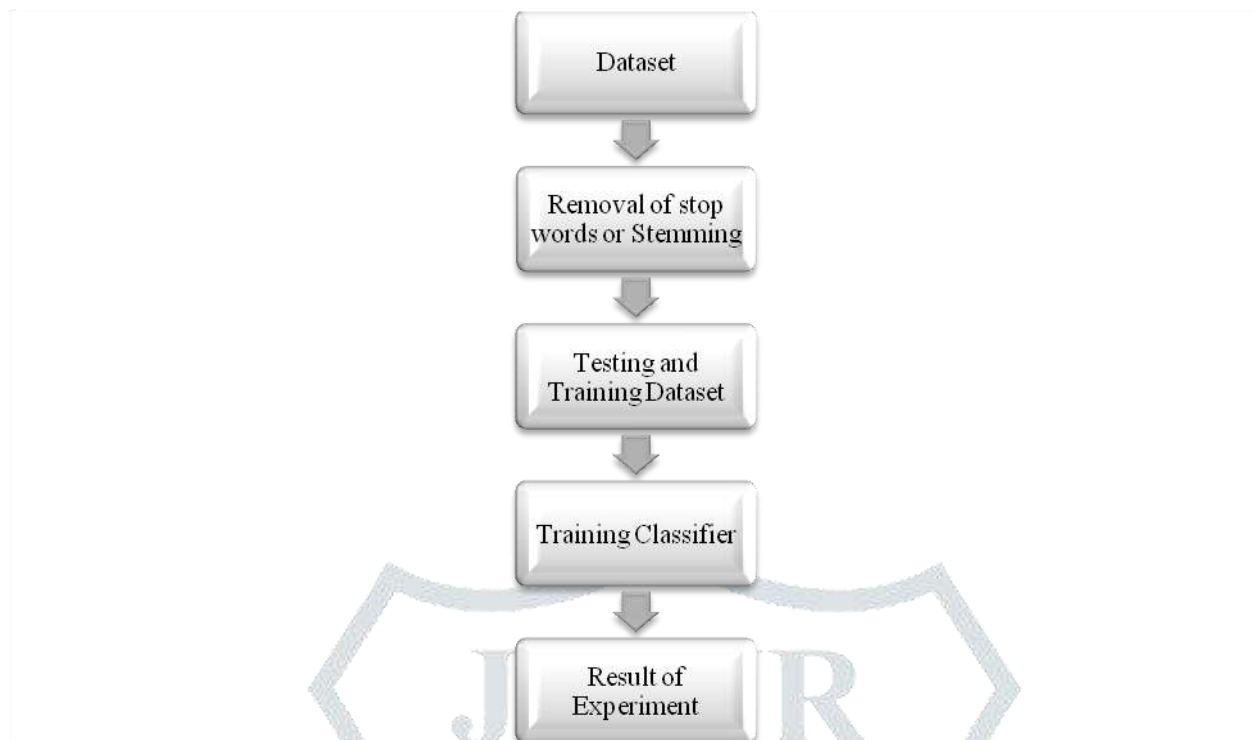 Dataset
Removal of stop
words or Stemming
Testing and
Training Dataset
Training Classifier
Result of
Experiment